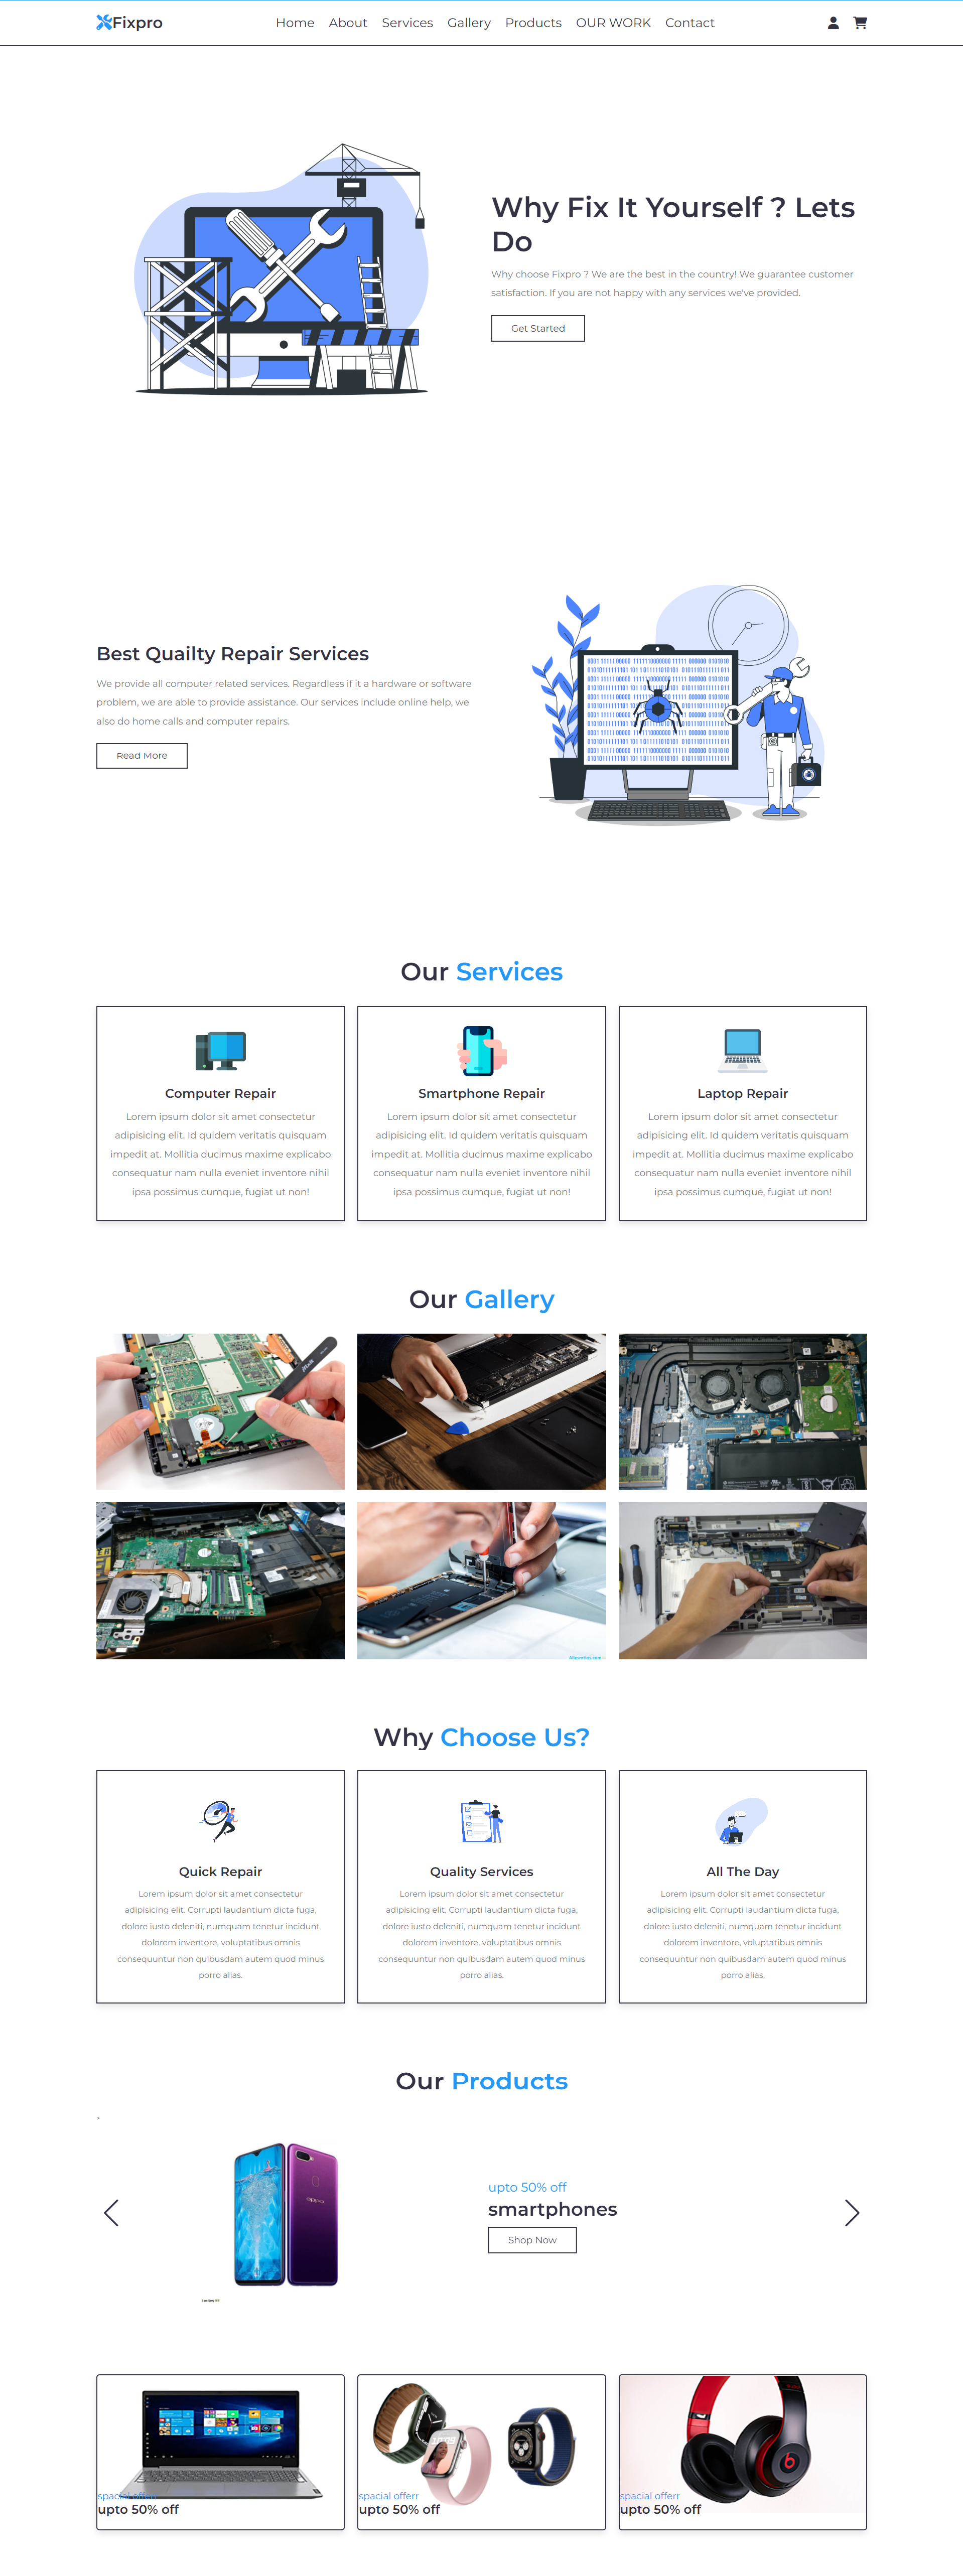 Fixpro
Home About Services Gallery Products OUR WORK Contact
Why Fix It Yourself ? Lets
Do
Why choose Fixpro ? We are the best in the country! We guarantee customer
satisfaction. If you are not happy with any services we've provided.
Get Started
Best Quailty Repair Services
We provide all computer related services. Regardless if it a hardware or software
problem, we are able to provide assistance. Our services include online help, we
also do home calls and computer repairs.
Read More
Our Services
Computer Repair
Lorem ipsum dolor sit amet consectetur
adipisicing elit. Id quidem veritatis quisquam
impedit at. Mollitia ducimus maxime explicabo
consequatur nam nulla eveniet inventore nihil
ipsa possimus cumque, fugiat ut non!
Smartphone Repair
Lorem ipsum dolor sit amet consectetur
adipisicing elit. Id quidem veritatis quisquam
impedit at. Mollitia ducimus maxime explicabo
consequatur nam nulla eveniet inventore nihil
ipsa possimus cumque, fugiat ut non!
Laptop Repair
Lorem ipsum dolor sit amet consectetur
adipisicing elit. Id quidem veritatis quisquam
impedit at. Mollitia ducimus maxime explicabo
consequatur nam nulla eveniet inventore nihil
ipsa possimus cumque, fugiat ut non!
Our Gallery
Why Choose Us?
Quick Repair
Lorem ipsum dolor sit amet consectetur
adipisicing elit. Corrupti laudantium dicta fuga,
dolore iusto deleniti, numquam tenetur incidunt
dolorem inventore, voluptatibus omnis
consequuntur non quibusdam autem quod minus
porro alias.
Quality Services
Lorem ipsum dolor sit amet consectetur
adipisicing elit. Corrupti laudantium dicta fuga,
dolore iusto deleniti, numquam tenetur incidunt
dolorem inventore, voluptatibus omnis
consequuntur non quibusdam autem quod minus
porro alias.
All The Day
Lorem ipsum dolor sit amet consectetur
adipisicing elit. Corrupti laudantium dicta fuga,
dolore iusto deleniti, numquam tenetur incidunt
dolorem inventore, voluptatibus omnis
consequuntur non quibusdam autem quod minus
porro alias.
Our Products
>
oppo
upto 50% off
smartphones
Shop Now
spacial offerr
upto 50% off
spacial offerr
upto 50% off
spacial offerr
upto 50% off